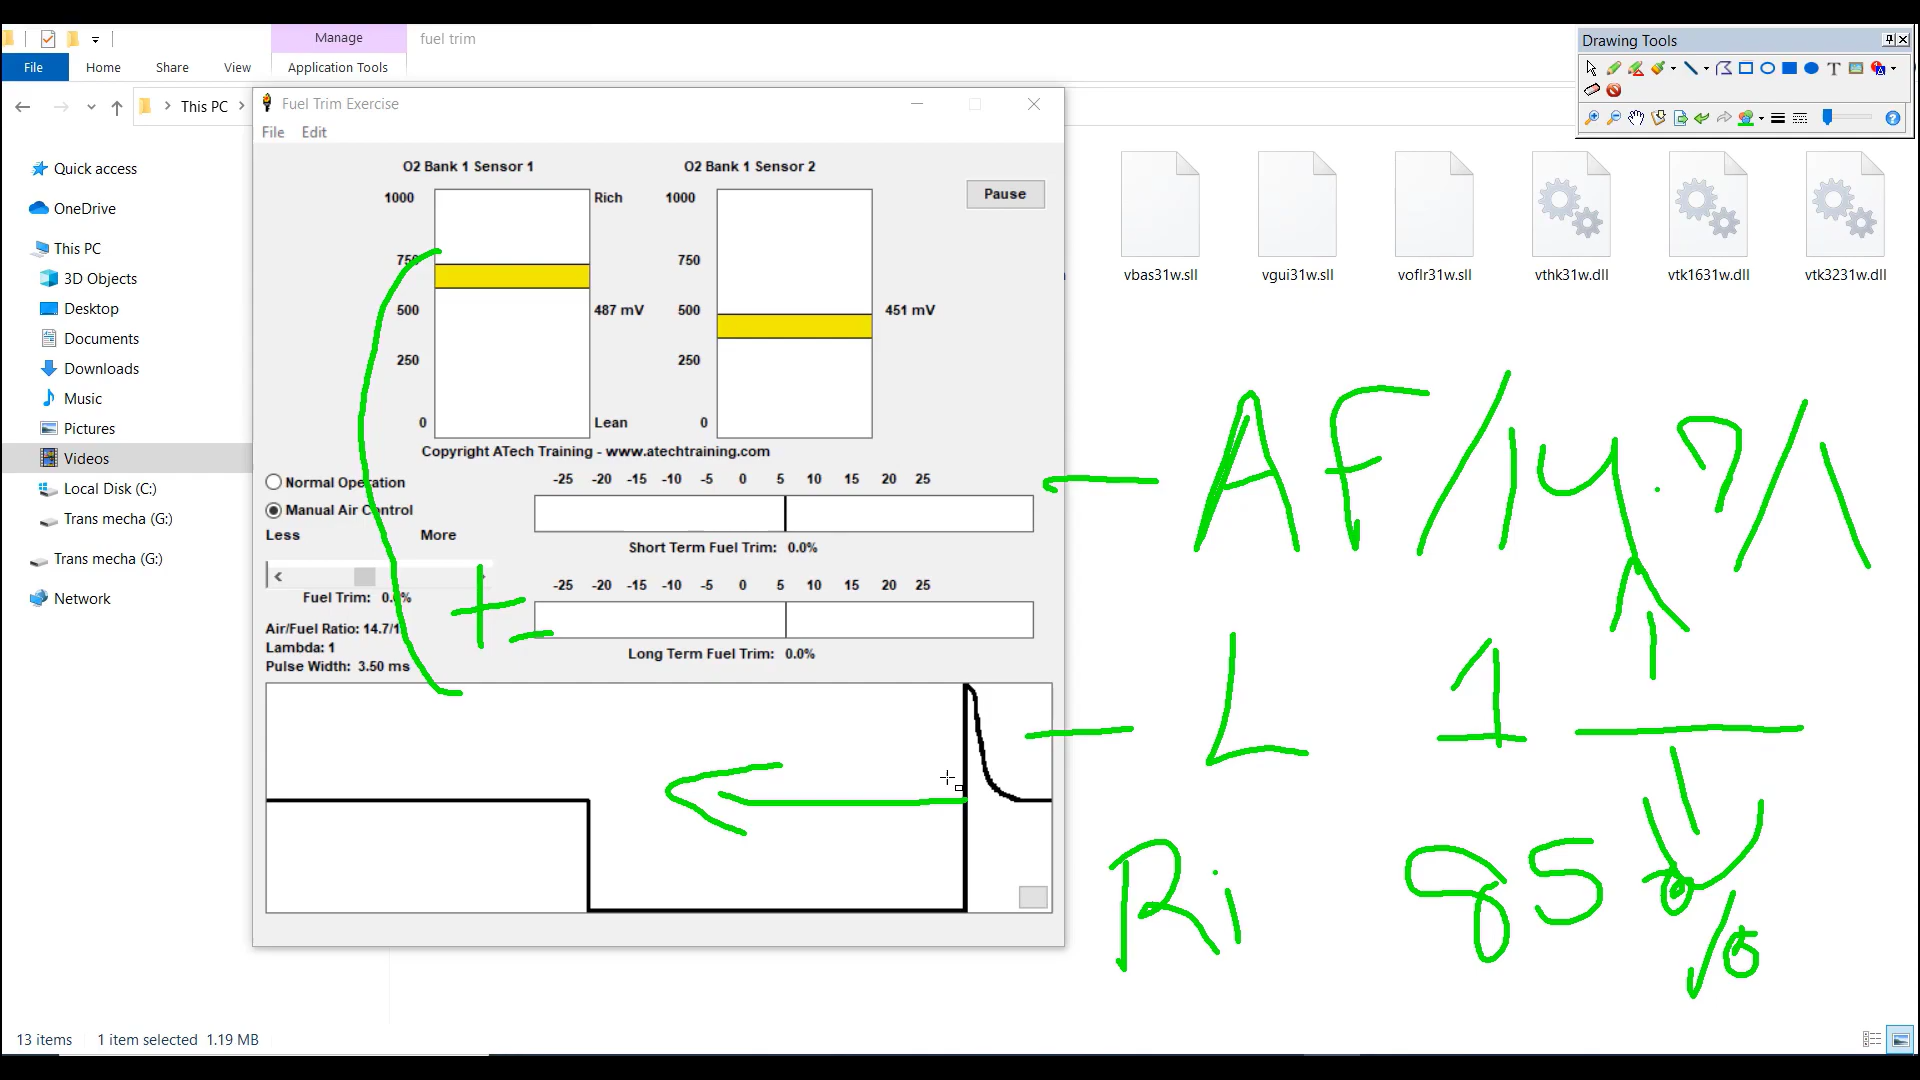 Manage
fuel trim
Drawing Tools
File
Home
Share
View
Application Tools
This PC
Fuel Trim Exercise
File
Edit
Quick access
OneDrive
This PC
3D Objects
Desktop
Documents
Downloads
Music
Pictures
Videos
Local Disk (C:)
Trans mecha (G:)
Trans mecha (G:)
Network
O2 Bank 1 Sensor 1
O2 Bank 1 Sensor 2
Pause
1000
Rich
1000
750
750
500
487 mV
500
451 mV
250
250
0
Lean
0
Copyright ATech Training - www.atechtraining.com
Normal Operation
Manual Air Control
Less
More
Fuel Trim: 0.0%
Air/Fuel Ratio: 14.7/1
Lambda: 1
Pulse Width: 3.50 ms
-25 -20 -15 -10 -5 0 5 10 15 20 25
Short Term Fuel Trim: 0.0%
-25 -20 -15 -10 -5 0 5 10 15 20 25
Long Term Fuel Trim: 0.0%
vbas31w.sll
vgui31w.sll
voflr31w.sll
vthk31w.dll
vtk1631w.dll
vtk3231w.dll
AF/14.7/1
L 1
Ri
13 items
1 item selected 1.19 MB